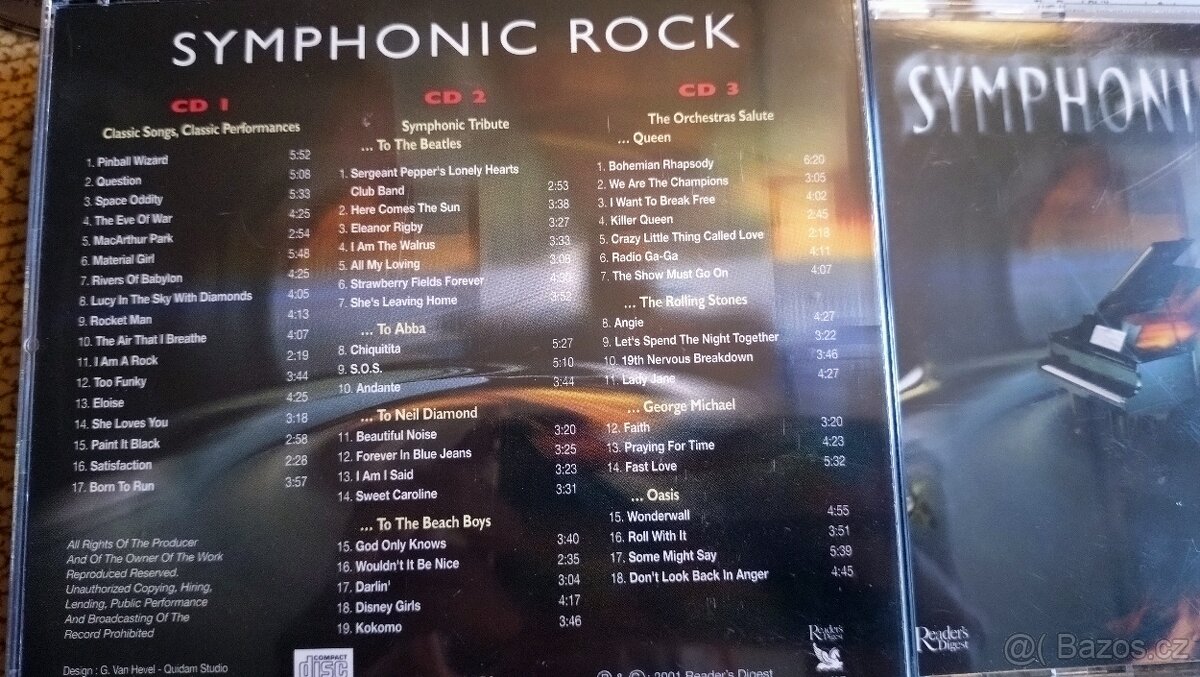 SYMPHONIC ROCK
CD 1
Classic Songs, Classic Performances
1. Pinball Wizard 5:52
2. Question 5:08
3. Space Oddity 5:33
4. The Eve Of War 4:25
5. MacArthur Park 2:54
6. Material Girl 5:48
7. Rivers Of Babylon 4:25
8. Lucy In The Sky With Diamonds 4:05
9. Rocket Man 4:13
10. The Air That I Breathe 4:07
11. I Am A Rock 2:19
12. Too Funky 3:44
13. Eloise 4:25
14. She Loves You 3:18
15. Paint It Black 2:58
16. Satisfaction 2:28
17. Born To Run 3:57
All Rights Of The Producer
And Of The Owner Of The Work
Reproduced Reserved.
Unauthorized Copying, Hiring,
Lending, Public Performance
And Broadcasting Of The
Record Prohibited
Design : G. Van Hevel - Quidam Studio
CD 2
Symphonic Tribute
... To The Beatles
1. Sergeant Pepper's Lonely Hearts
Club Band 2:53
2. Here Comes The Sun 3:38
3. Eleanor Rigby 3:27
4. I Am The Walrus 3:33
5. All My Loving 3:08
6. Strawberry Fields Forever
7. She's Leaving Home 3:52
... To Abba
8. Chiquitita 5:27
9. S.O.S. 5:10
10. Andante 3:44
... To Neil Diamond
11. Beautiful Noise 3:20
12. Forever In Blue Jeans 3:25
13. I Am I Said 3:23
14. Sweet Caroline 3:31
... To The Beach Boys
15. God Only Knows 3:40
16. Wouldn't It Be Nice 2:35
17. Darlin' 3:04
18. Disney Girls 4:17
19. Kokomo 3:46
COMPACT
disc
CD 3
The Orchestras Salute
... Queen
1. Bohemian Rhapsody 6:20
2. We Are The Champions 3:05
3. I Want To Break Free 4:02
4. Killer Queen 2:45
5. Crazy Little Thing Called Love 2:18
6. Radio Ga-Ga 4:11
7. The Show Must Go On 4:07
... The Rolling Stones
8. Angie 4:27
9. Let's Spend The Night Together 3:22
10. 19th Nervous Breakdown 3:46
11. Lady Jane 4:27
... George Michael
12. Faith 3:20
13. Praying For Time 4:23
14. Fast Love 5:32
... Oasis
15. Wonderwall 4:55
16. Roll With It 3:51
17. Some Might Say 5:39
18. Don't Look Back In Anger 4:45
Reader's
Digest
℗ & ©: 2001 Reader's Digest
SYMPHONI
Reader's
Digest
@( Bazos.cz